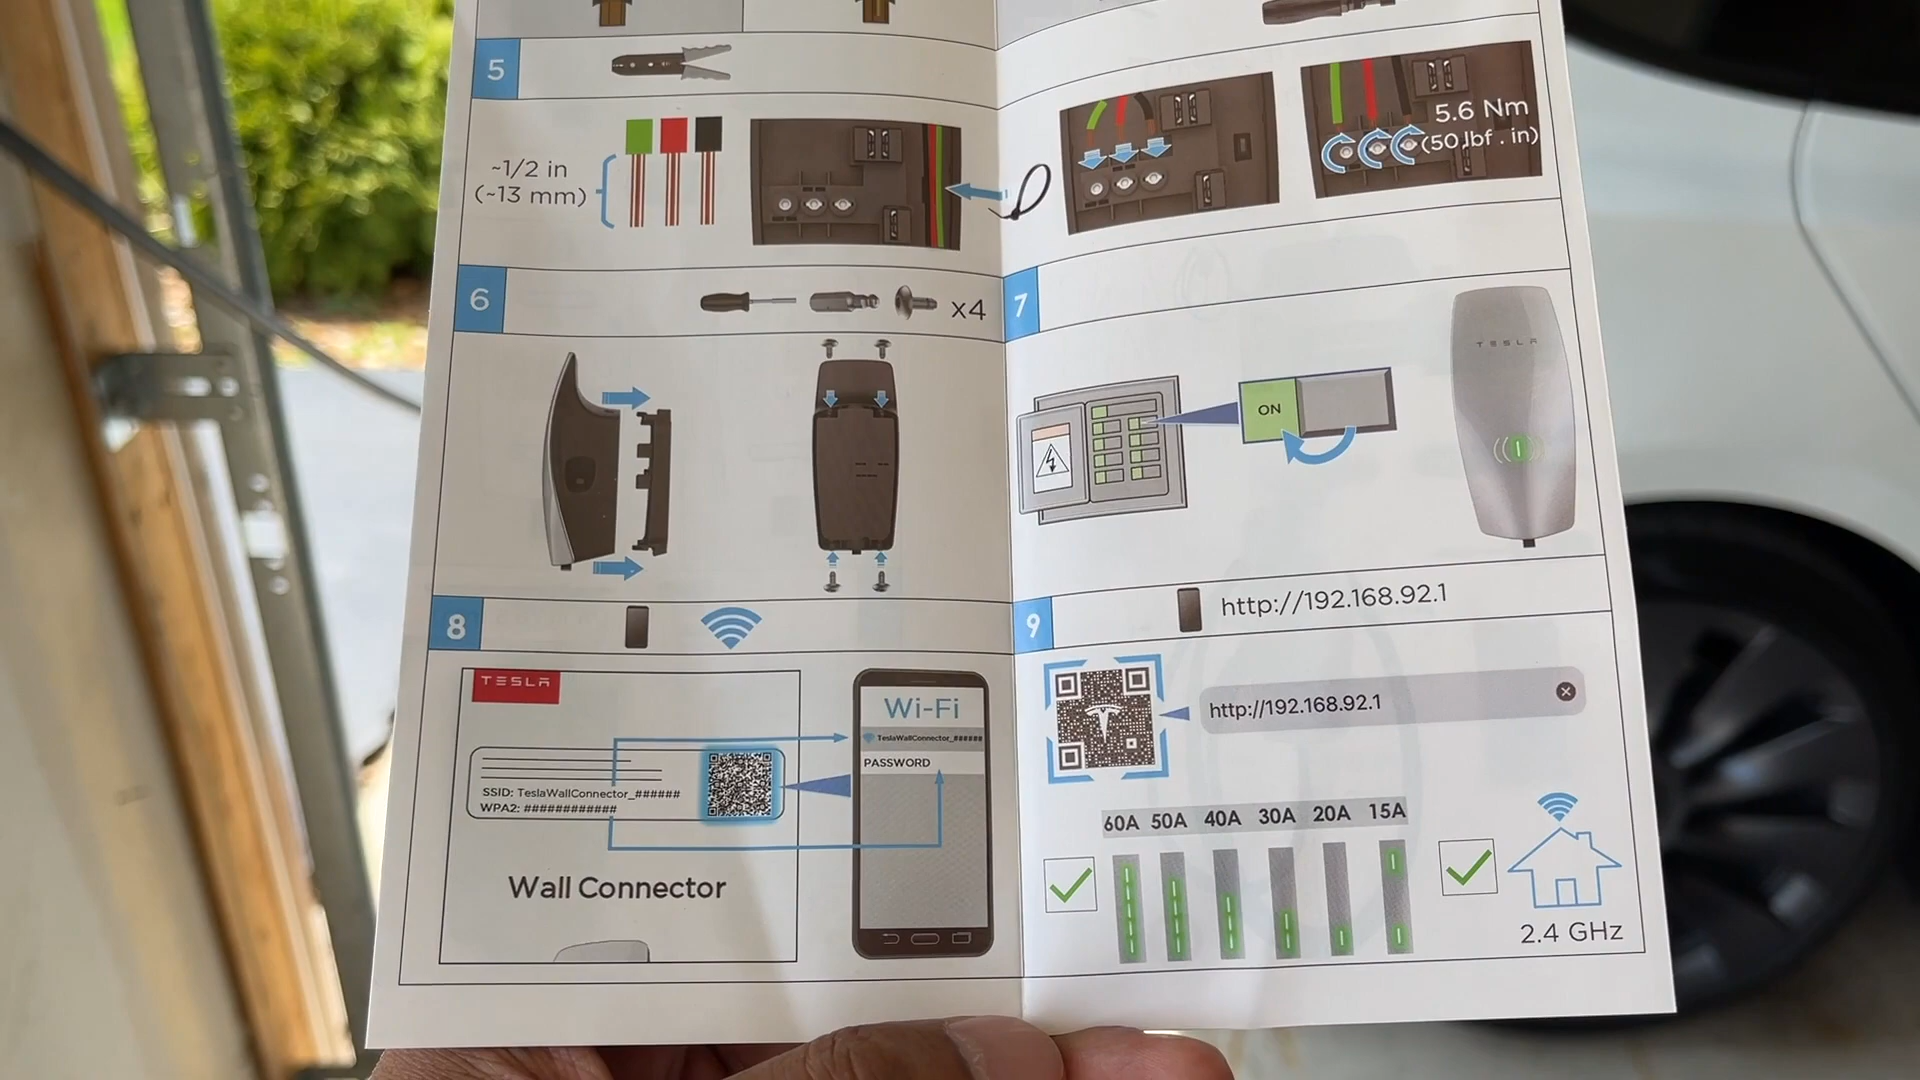 5
~1/2 in
(~13 mm)
5.6 Nm
(50 lbf . in)
6
x4
7
ON
TESLA
8
TESLA
SSID: TeslaWallConnector_######
WPA2: ############
Wall Connector
Wi-Fi
TeslaWallConnector_######
PASSWORD
9
http://192.168.92.1
http://192.168.92.1
60A 50A 40A 30A 20A 15A
2.4 GHz